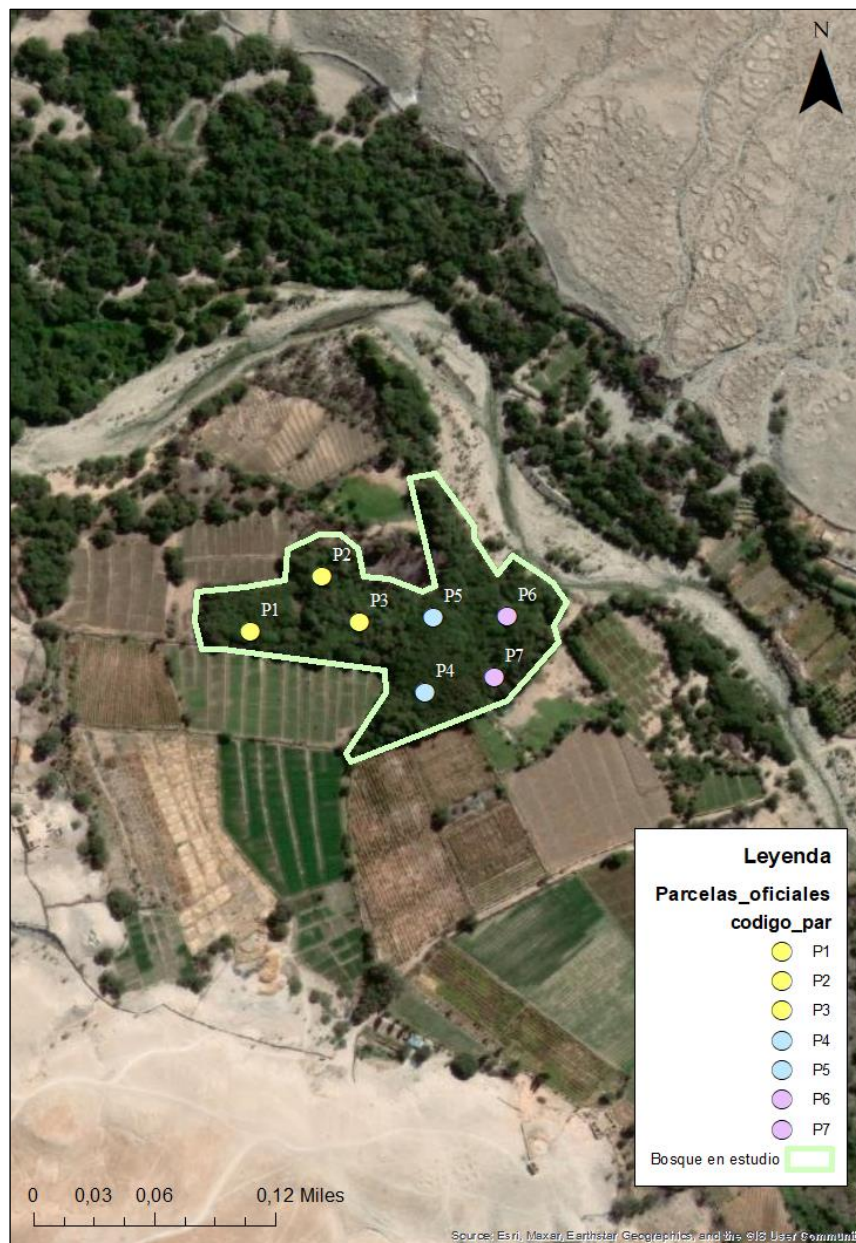 N
P2
P5
P6
P1
P3
P7
P4
Leyenda
Parcelas_oficiales
codigo_par
P1
P2
P3
P4
P5
P6
P7
Bosque en estudio
0 0,03 0,06 0,12 Miles
Source: Esri, Maxar, Earthstar Geographics, and the GIS User Communit